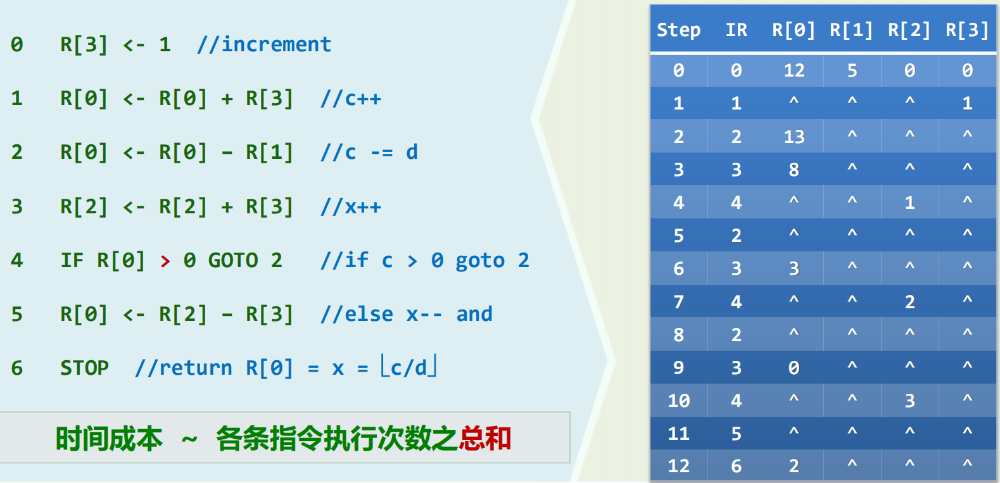 0 R[3] <- 1 //increment
1 R[0] <- R[0] + R[3] //c++
2 R[0] <- R[0] – R[1] //c -= d
3 R[2] <- R[2] + R[3] //x++
4 IF R[0] > 0 GOTO 2 //if c > 0 goto 2
5 R[0] <- R[2] – R[3] //else x-- and
6 STOP //return R[0] = x = ⌊c/d⌋
时间成本 ~ 各条指令执行次数之总和
Step IR R[0] R[1] R[2] R[3]
0 0 12 5 0 0
1 1 ^ ^ ^ 1
2 2 13 ^ ^ ^
3 3 8 ^ ^ ^
4 4 ^ ^ 1 ^
5 2 ^ ^ ^ ^
6 3 3 ^ ^ ^
7 4 ^ ^ 2 ^
8 2 ^ ^ ^ ^
9 3 0 ^ ^ ^
10 4 ^ ^ 3 ^
11 5 ^ ^ ^ ^
12 6 2 ^ ^ ^